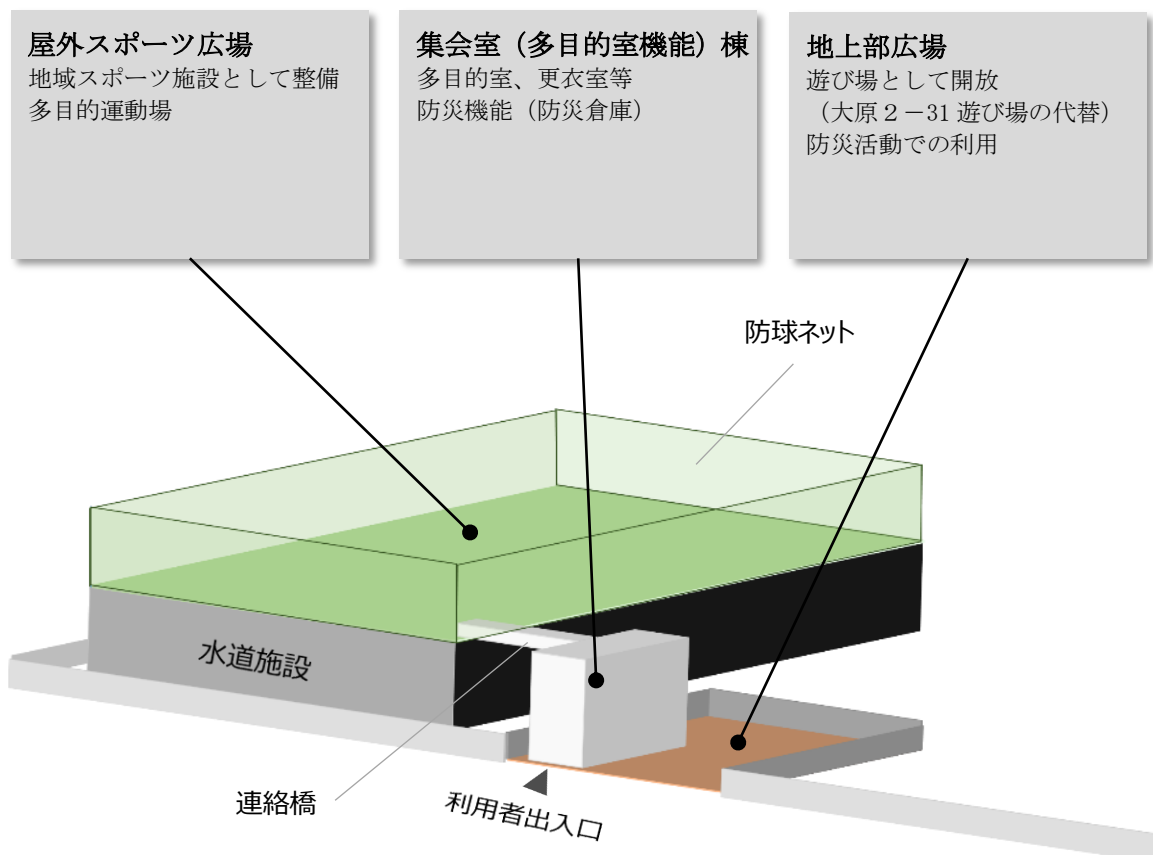 屋外スポーツ広場
地域スポーツ施設として整備
多目的運動場
集会室（多目的室機能）棟
多目的室、更衣室等
防災機能（防災倉庫）
地上部広場
遊び場として開放
（大原２－31 遊び場の代替）
防災活動での利用
防球ネット
水道施設
連絡橋
利用者出入口